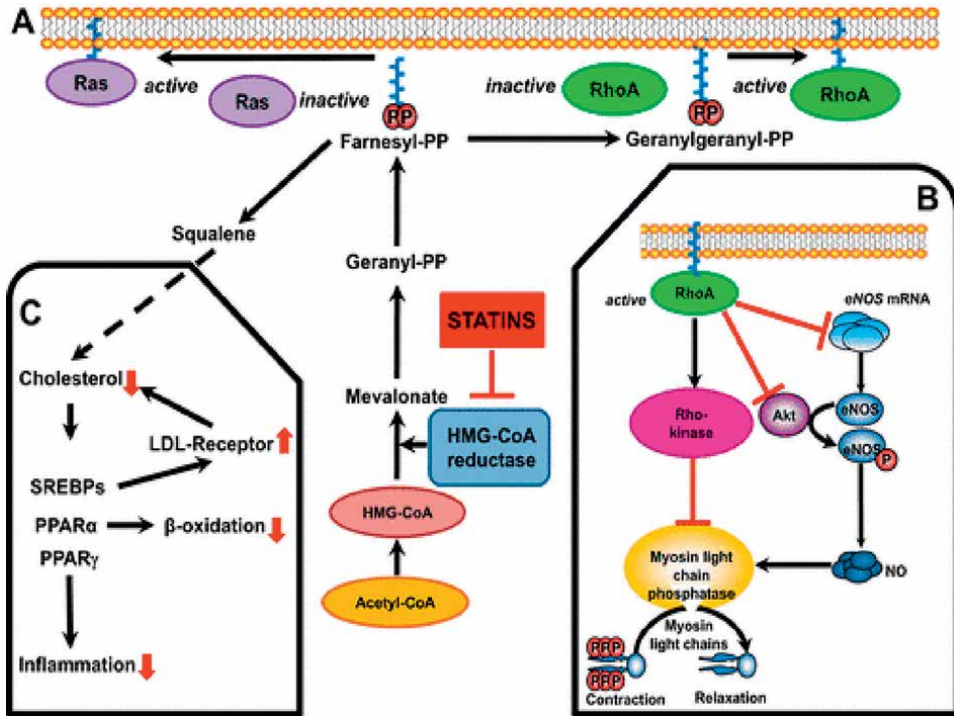 A
Ras
active
Ras
inactive
PP
Farnesyl-PP
inactive
RhoA
PP
Geranylgeranyl-PP
active
RhoA
Squalene
Geranyl-PP
STATINS
Mevalonate
HMG-CoA
reductase
HMG-CoA
Acetyl-CoA
C
Cholesterol
LDL-Receptor
SREBPs
PPARα
β-oxidation
PPARγ
Inflammation
B
active
RhoA
eNOS mRNA
Rho-
kinase
Akt
eNOS
eNOS
P
Myosin light
chain
phosphatase
NO
Myosin
light chains
PPP
PPP
Contraction
Relaxation